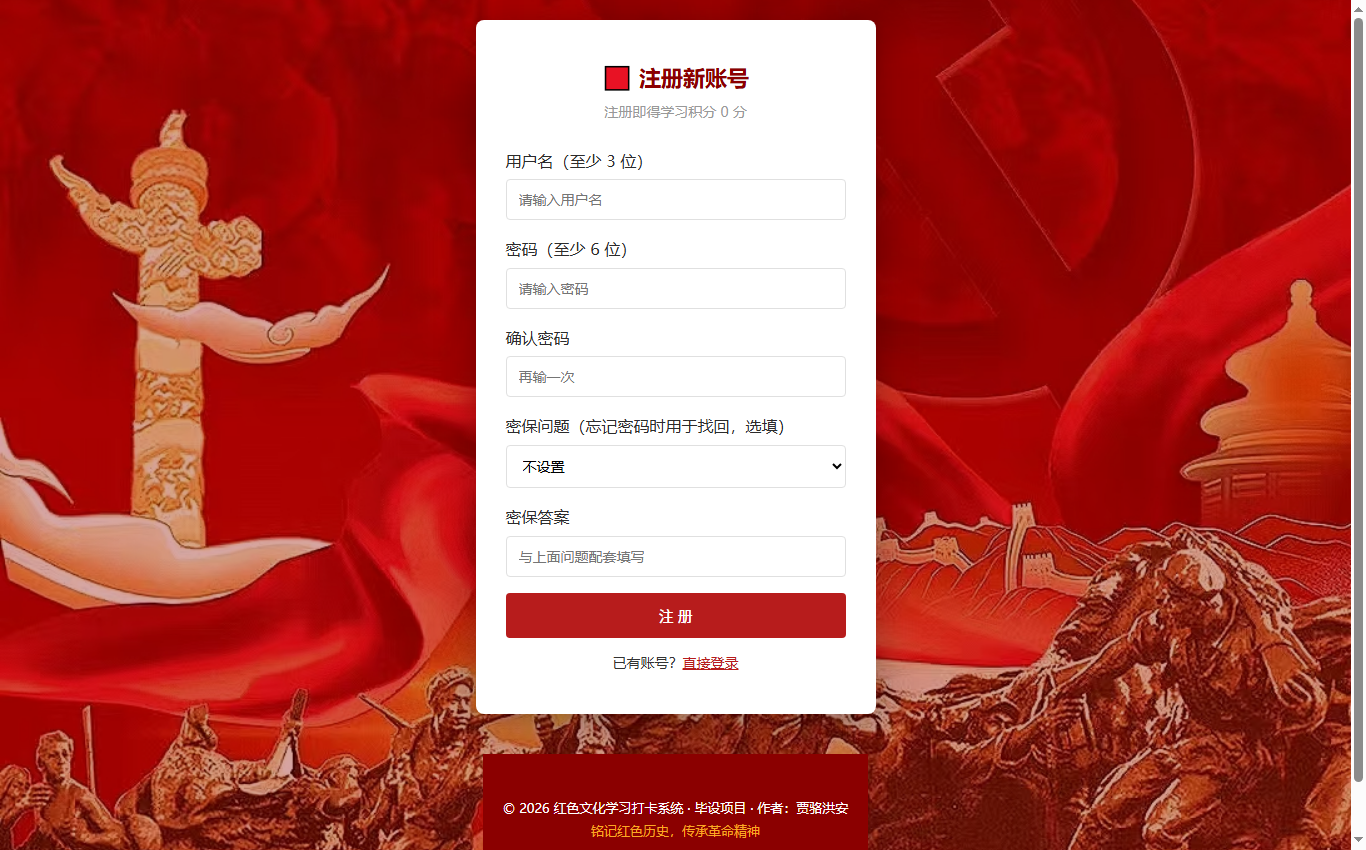 注册新账号
注册即得学习积分 0 分
用户名（至少 3 位）
请输入用户名
密码（至少 6 位）
请输入密码
确认密码
再输一次
密保问题（忘记密码时用于找回，选填）
不设置
密保答案
与上面问题配套填写
注 册
已有账号？直接登录
© 2026 红色文化学习打卡系统 · 毕设项目 · 作者：贾骆洪安
铭记红色历史，传承革命精神